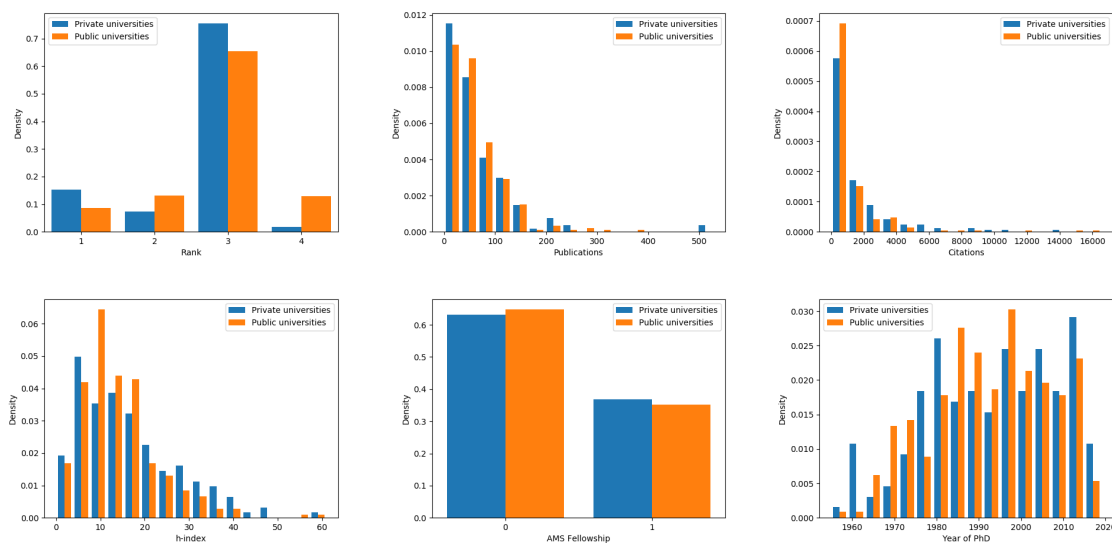 Private universities
Public universities
0.7
0.6
0.5
0.4
0.3
0.2
0.1
0.0
Density
1 2 3 4
Rank
Private universities
Public universities
0.012
0.010
0.008
0.006
0.004
0.002
0.000
Density
0 100 200 300 400 500
Publications
Private universities
Public universities
0.0007
0.0006
0.0005
0.0004
0.0003
0.0002
0.0001
0.0000
Density
0 2000 4000 6000 8000 10000 12000 14000 16000
Citations
Private universities
Public universities
0.06
0.05
0.04
0.03
0.02
0.01
0.00
Density
0 10 20 30 40 50 60
h-index
Private universities
Public universities
0.6
0.5
0.4
0.3
0.2
0.1
0.0
Density
0 1
AMS Fellowship
Private universities
Public universities
0.030
0.025
0.020
0.015
0.010
0.005
0.000
Density
1960 1970 1980 1990 2000 2010 2020
Year of PhD